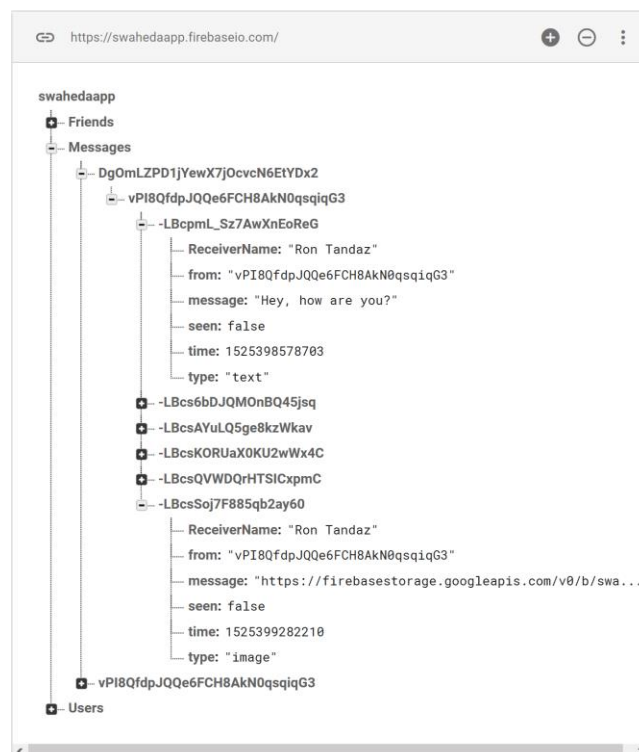 https://swahedaapp.firebaseio.com/
swahedaapp
Friends
Messages
DgOmLZPD1jYewX7jOcvcN6EtYDx2
vPI8QfdpJQQe6FCH8AkN0qsqiqG3
-LBcpmL_Sz7AwXnEoReG
ReceiverName: "Ron Tandaz"
from: "vPI8QfdpJQQe6FCH8AkN0qsqiqG3"
message: "Hey, how are you?"
seen: false
time: 1525398578703
type: "text"
-LBcs6bDJQMOnBQ45jsq
-LBcsAYuLQ5ge8kzWkav
-LBcsKORUaX0KU2wWx4C
-LBcsQVWDQrHTSICxpmC
-LBcsSoj7F885qb2ay60
ReceiverName: "Ron Tandaz"
from: "vPI8QfdpJQQe6FCH8AkN0qsqiqG3"
message: "https://firebasestorage.googleapis.com/v0/b/swa...
seen: false
time: 1525399282210
type: "image"
vPI8QfdpJQQe6FCH8AkN0qsqiqG3
Users